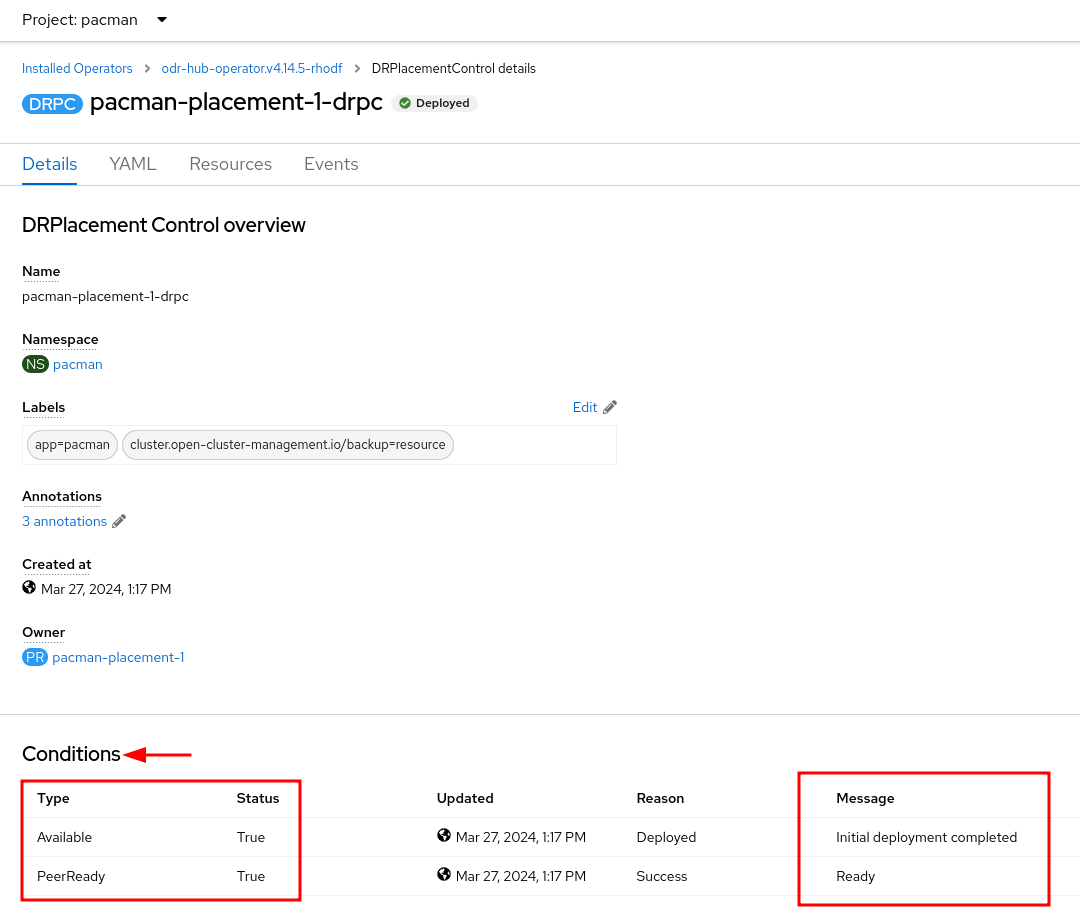 Project: pacman
Installed Operators > odr-hub-operator.v4.14.5-rhodf > DRPlacementControl details
DRPC pacman-placement-1-drpc Deployed
Details YAML Resources Events
DRPlacement Control overview
Name
pacman-placement-1-drpc
Namespace
NS pacman
Labels Edit
app=pacman cluster.open-cluster-management.io/backup=resource
Annotations
3 annotations
Created at
Mar 27, 2024, 1:17 PM
Owner
PR pacman-placement-1
Conditions
Type Status Updated Reason Message
Available True Mar 27, 2024, 1:17 PM Deployed Initial deployment completed
PeerReady True Mar 27, 2024, 1:17 PM Success Ready